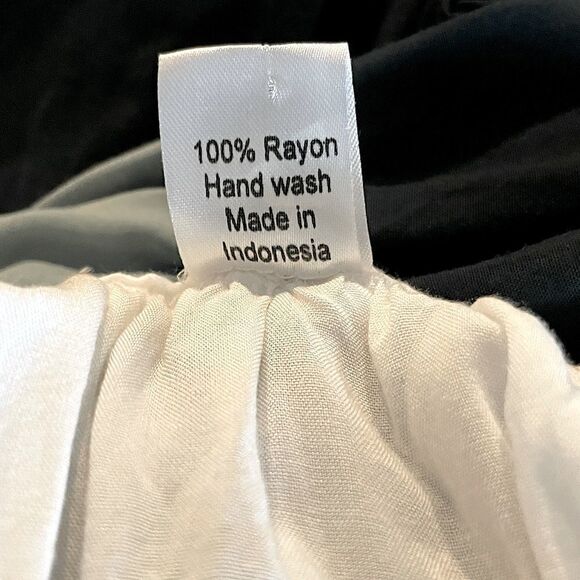 100% Rayon
Hand wash
Made in
Indonesia